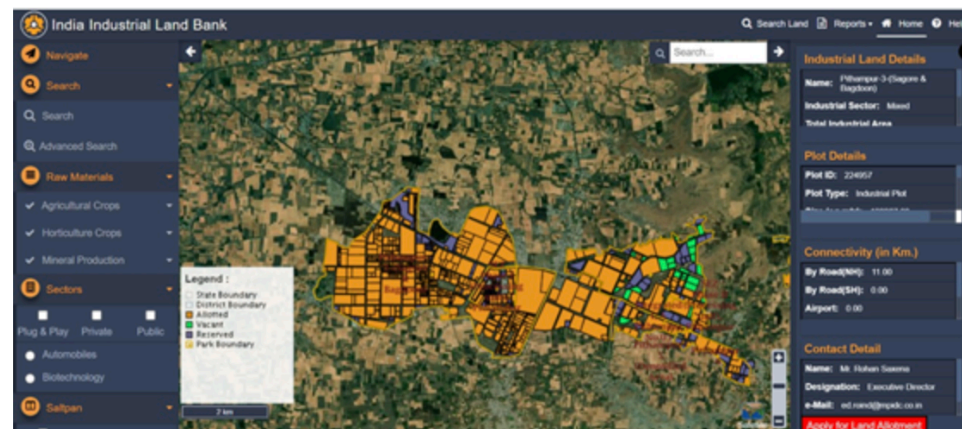 India Industrial Land Bank
Search Land Reports Home
Navigate
Search
Search
Advanced Search
Raw Materials
Agricultural Crops
Horticulture Crops
Mineral Production
Sectors
Plug & Play Private Public
Automobiles
Biotechnology
Saltpan
Search...
Legend :
State Boundary
District Boundary
Allotted
Vacant
Reserved
Park Boundary
2 km
Industrial Land Details
Name: Pithampur-3-(Sagore &
Bagdoon)
Industrial Sector: Mixed
Total Industrial Area
Plot Details
Plot ID: 224957
Plot Type: Industrial Plot
Connectivity (in Km.)
By Road(NH): 11.00
By Road(SH): 0.00
Airport: 0.00
Contact Detail
Name: Mr. Rohan Saxena
Designation: Executive Director
e-Mail: ed.roind@mpidc.co.in
Apply for Land Allotment